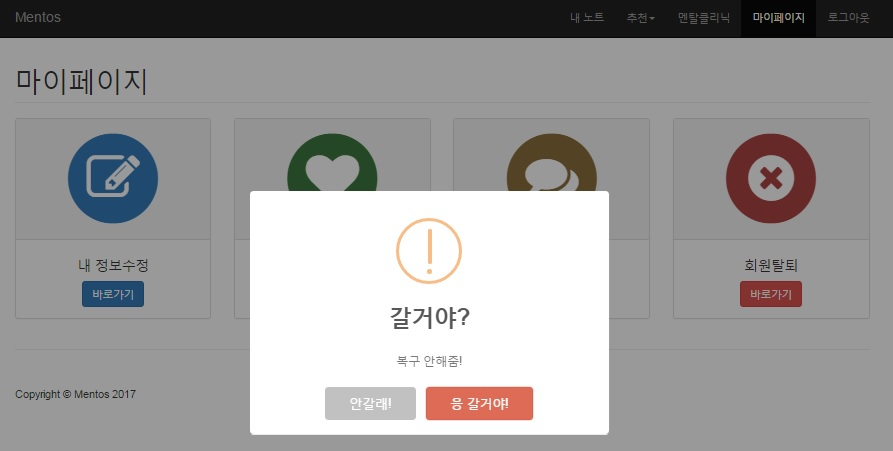 Mentos
내 노트
추천
멘탈클리닉
마이페이지
로그아웃
마이페이지
내 정보수정
바로가기
회원탈퇴
바로가기
갈거야?
복구 안해줌!
안갈래!
응 갈거야!
Copyright © Mentos 2017